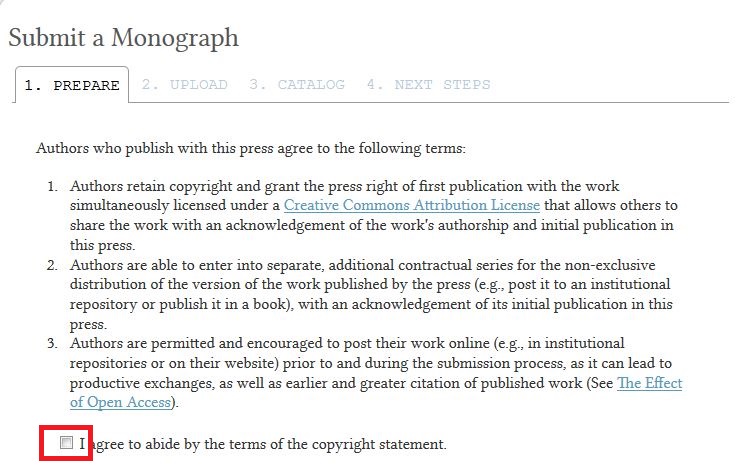 Submit a Monograph
1. PREPARE 2. UPLOAD 3. CATALOG 4. NEXT STEPS
Authors who publish with this press agree to the following terms:
1. Authors retain copyright and grant the press right of first publication with the work
simultaneously licensed under a Creative Commons Attribution License that allows others to
share the work with an acknowledgement of the work's authorship and initial publication in
this press.
2. Authors are able to enter into separate, additional contractual series for the non-exclusive
distribution of the version of the work published by the press (e.g., post it to an institutional
repository or publish it in a book), with an acknowledgement of its initial publication in this
press.
3. Authors are permitted and encouraged to post their work online (e.g., in institutional
repositories or on their website) prior to and during the submission process, as it can lead to
productive exchanges, as well as earlier and greater citation of published work (See The Effect
of Open Access).
I agree to abide by the terms of the copyright statement.